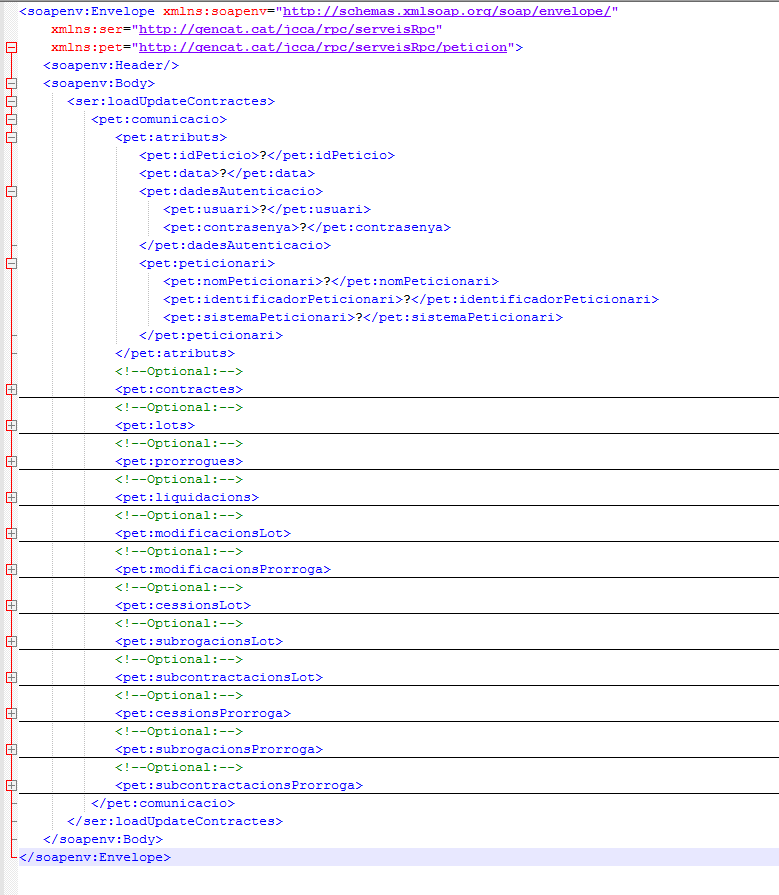 <soapenv:Envelope xmlns:soapenv="http://schemas.xmlsoap.org/soap/envelope/"
xmlns:ser="http://gencat.cat/jcca/rpc/serveisRpc"
xmlns:pet="http://gencat.cat/jcca/rpc/serveisRpc/peticion">
<soapenv:Header/>
<soapenv:Body>
<ser:loadUpdateContractes>
<pet:comunicacio>
<pet:atributs>
<pet:idPeticio>?</pet:idPeticio>
<pet:data>?</pet:data>
<pet:dadesAutenticacio>
<pet:usuari>?</pet:usuari>
<pet:contrasenya>?</pet:contrasenya>
</pet:dadesAutenticacio>
<pet:peticionari>
<pet:nomPeticionari>?</pet:nomPeticionari>
<pet:identificadorPeticionari>?</pet:identificadorPeticionari>
<pet:sistemaPeticionari>?</pet:sistemaPeticionari>
</pet:peticionari>
</pet:atributs>
<!--Optional:-->
<pet:contractes>
<!--Optional:-->
<pet:lots>
<!--Optional:-->
<pet:prorrogues>
<!--Optional:-->
<pet:liquidacions>
<!--Optional:-->
<pet:modificacionsLot>
<!--Optional:-->
<pet:modificacionsProrroga>
<!--Optional:-->
<pet:cessionsLot>
<!--Optional:-->
<pet:subrogacionsLot>
<!--Optional:-->
<pet:subcontractacionsLot>
<!--Optional:-->
<pet:cessionsProrroga>
<!--Optional:-->
<pet:subrogacionsProrroga>
<!--Optional:-->
<pet:subcontractacionsProrroga>
</pet:comunicacio>
</ser:loadUpdateContractes>
</soapenv:Body>
</soapenv:Envelope>